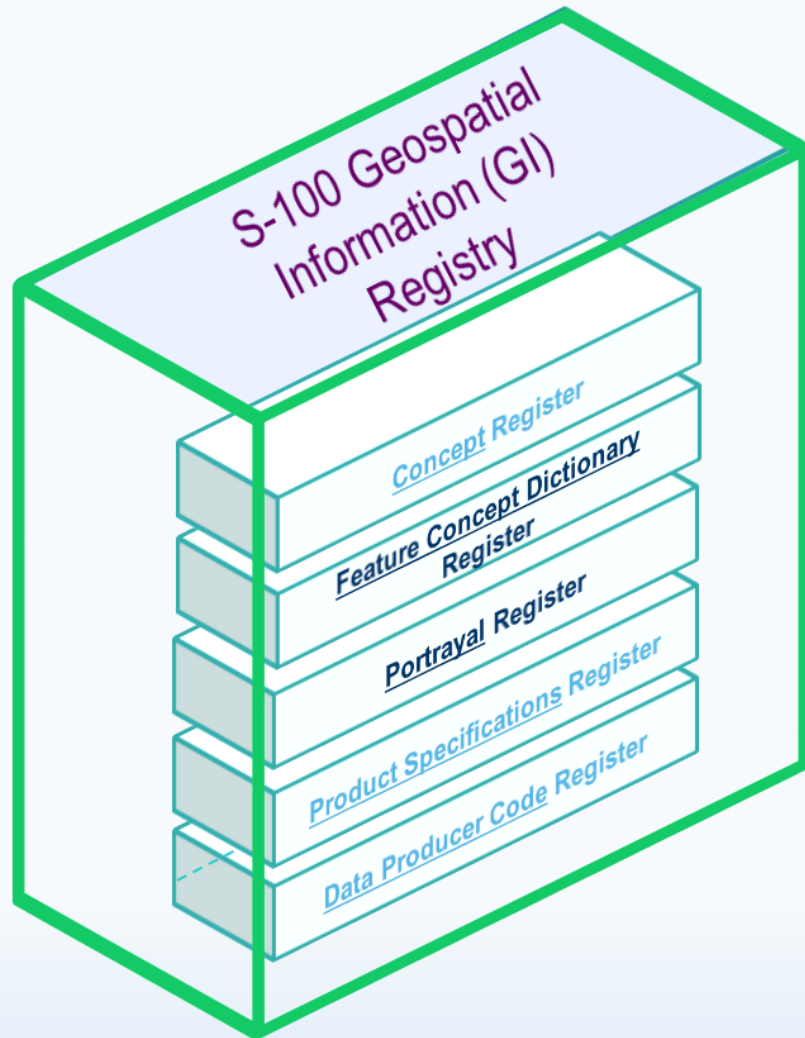 S-100 Geospatial
Information (GI)
Registry
Concept Register
Feature Concept Dictionary
Register
Portrayal Register
Product Specifications Register
Data Producer Code Register